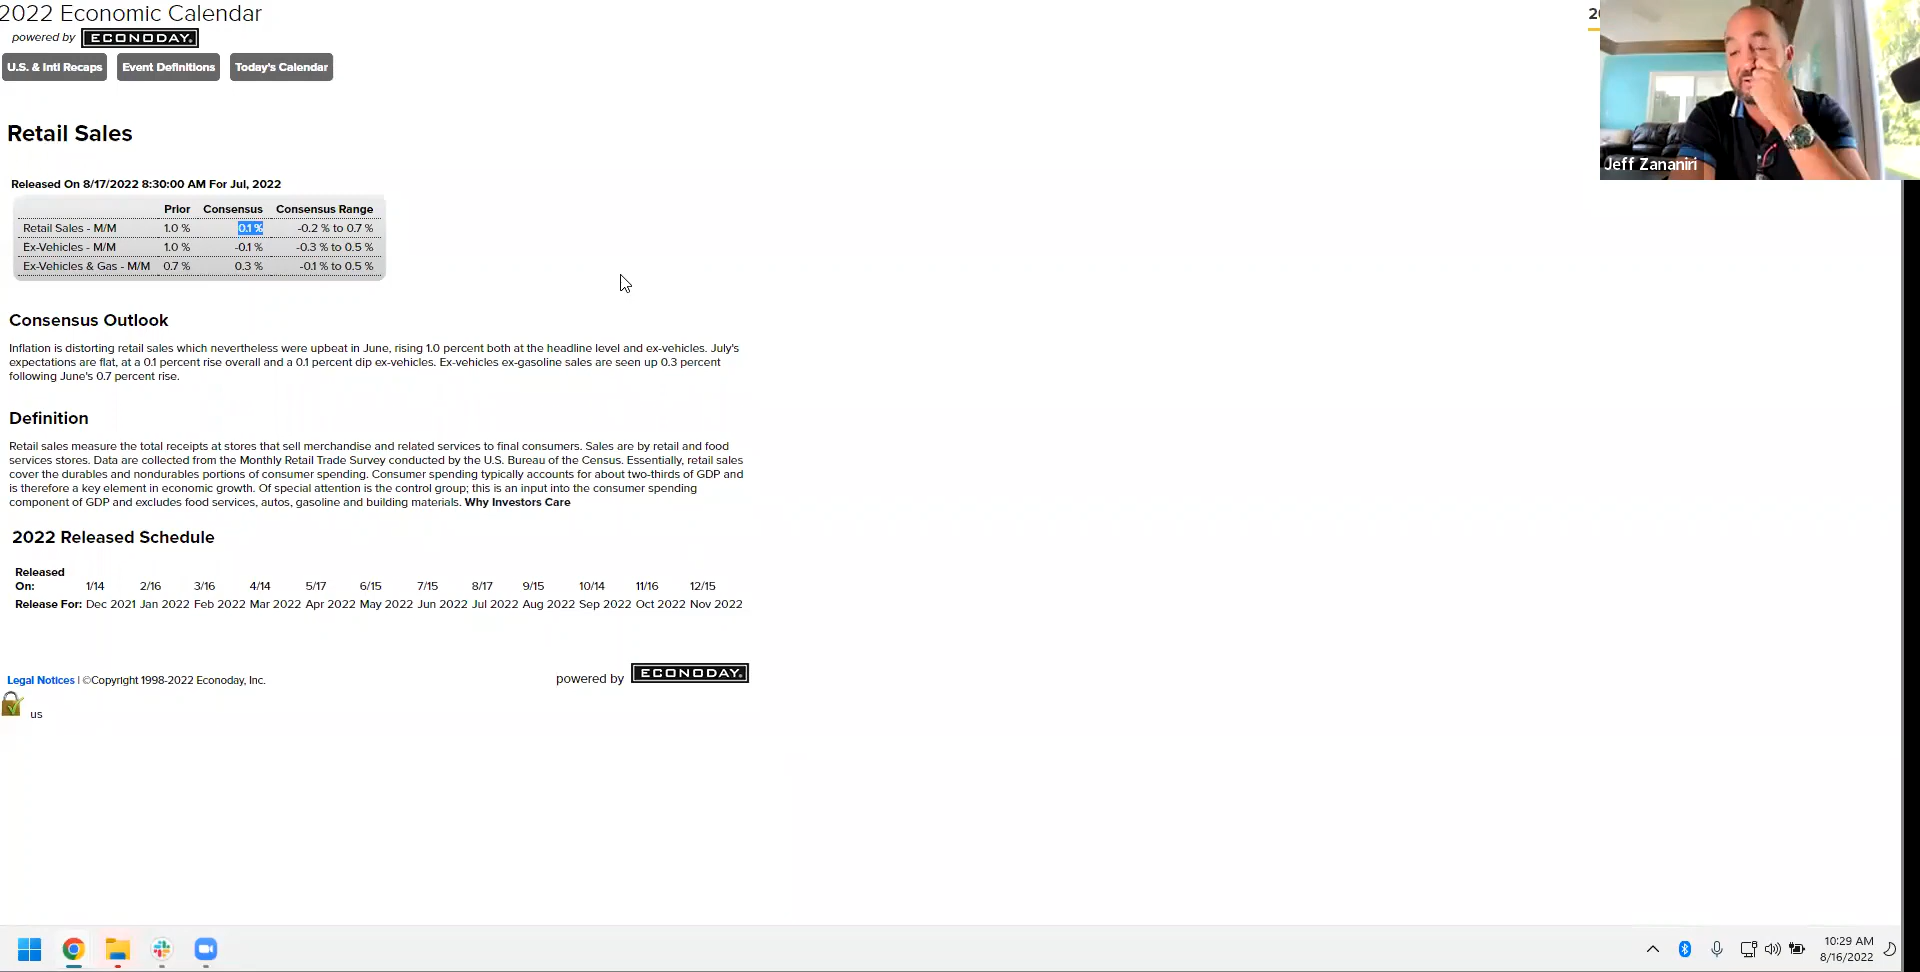 2022 Economic Calendar
powered by ECONODAY.
U.S. & Intl Recaps Event Definitions Today's Calendar
Jeff Zananiri
Retail Sales
Released On 8/17/2022 8:30:00 AM For Jul, 2022
Prior Consensus Consensus Range
Retail Sales - M/M 1.0 % 0.1 % -0.2 % to 0.7 %
Ex-Vehicles - M/M 1.0 % -0.1 % -0.3 % to 0.5 %
Ex-Vehicles & Gas - M/M 0.7 % 0.3 % -0.1 % to 0.5 %
Consensus Outlook
Inflation is distorting retail sales which nevertheless were upbeat in June, rising 1.0 percent both at the headline level and ex-vehicles. July's
expectations are flat, at a 0.1 percent rise overall and a 0.1 percent dip ex-vehicles. Ex-vehicles ex-gasoline sales are seen up 0.3 percent
following June's 0.7 percent rise.
Definition
Retail sales measure the total receipts at stores that sell merchandise and related services to final consumers. Sales are by retail and food
services stores. Data are collected from the Monthly Retail Trade Survey conducted by the U.S. Bureau of the Census. Essentially, retail sales
cover the durables and nondurables portions of consumer spending. Consumer spending typically accounts for about two-thirds of GDP and
is therefore a key element in economic growth. Of special attention is the control group; this is an input into the consumer spending
component of GDP and excludes food services, autos, gasoline and building materials. Why Investors Care
2022 Released Schedule
Released
On: 1/14 2/16 3/16 4/14 5/17 6/15 7/15 8/17 9/15 10/14 11/16 12/15
Release For: Dec 2021 Jan 2022 Feb 2022 Mar 2022 Apr 2022 May 2022 Jun 2022 Jul 2022 Aug 2022 Sep 2022 Oct 2022 Nov 2022
Legal Notices | ©Copyright 1998-2022 Econoday, Inc.
powered by ECONODAY.
us
10:29 AM
8/16/2022